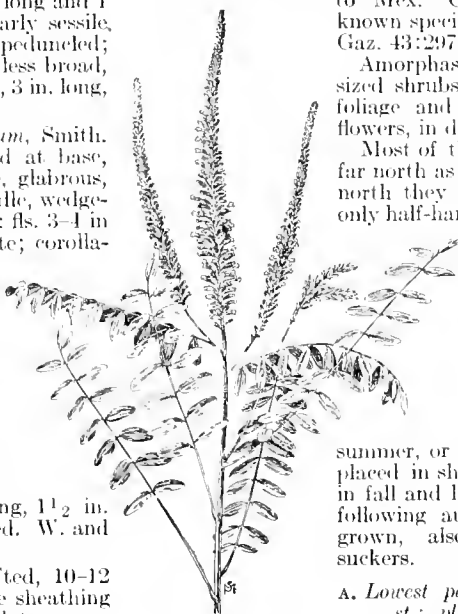 long and 1
arly sessile,
peduncled;
less broad,
, 3 in. long,
um, Smith.
d at base,
, glabrous,
dle, wedge-
: fls. 3–4 in
te; corolla-
ng, 1½ in.
ed. W. and
fted, 10–12
e sheathing
to Mex.
known speci
Gaz. 43:297
Amorphas
sized shrubs
foliage and
flowers, in d
Most of t
far north as
north they
only half-har
summer, or
placed in sh
in fall and l
following au
grown, also
suckers.
A. Lowest pe